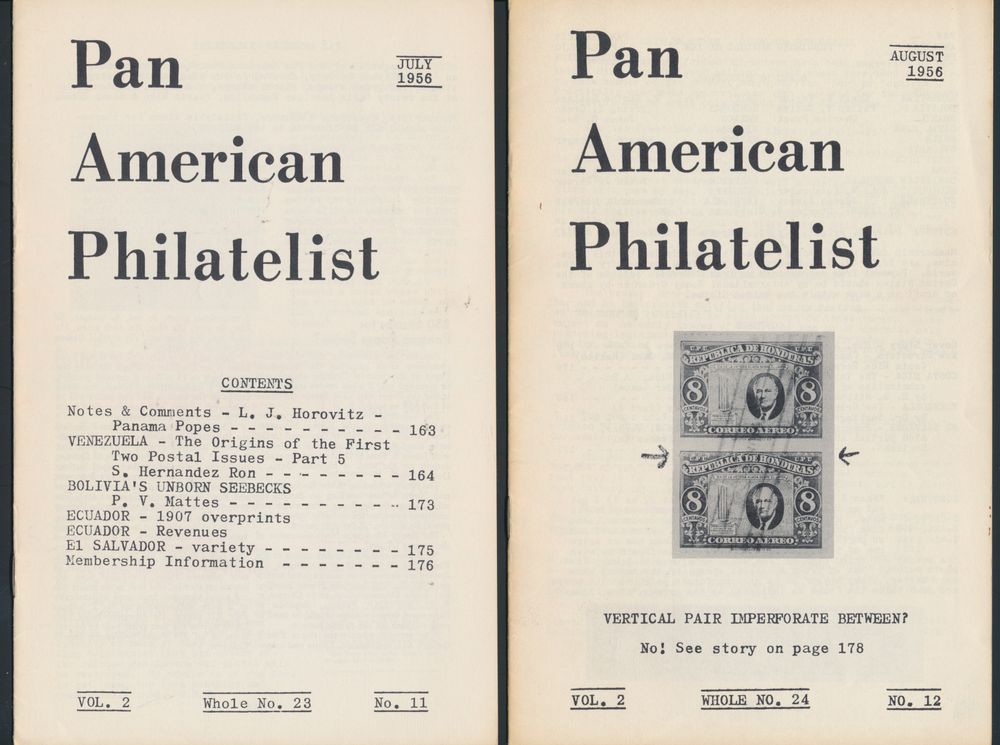 Pan
JULY
1956
American
Philatelist
CONTENTS
Notes & Comments - L. J. Horovitz -
Panama Popes - - - - - - - - - - 163
VENEZUELA - The Origins of the First
Two Postal Issues - Part 5
S. Hernandez Ron - - - - - - - - 164
BOLIVIA'S UNBORN SEEBECKS
P. V. Mattes - - - - - - - - - - 173
ECUADOR - 1907 overprints
ECUADOR - Revenues
El SALVADOR - variety - - - - - - - - 175
Membership Information - - - - - - - 176
VOL. 2
Whole No. 23
No. 11
Pan
AUGUST
1956
American
Philatelist
U.P.U. U.P.U.
REPUBLICA DE HONDURAS
8 8
CENTAVOS CENTAVOS
CORREO AEREO
REPUBLICA DE HONDURAS
8 8
CENTAVOS CENTAVOS
CORREO AEREO
VERTICAL PAIR IMPERFORATE BETWEEN?
No! See story on page 178
VOL. 2
WHOLE NO. 24
NO. 12